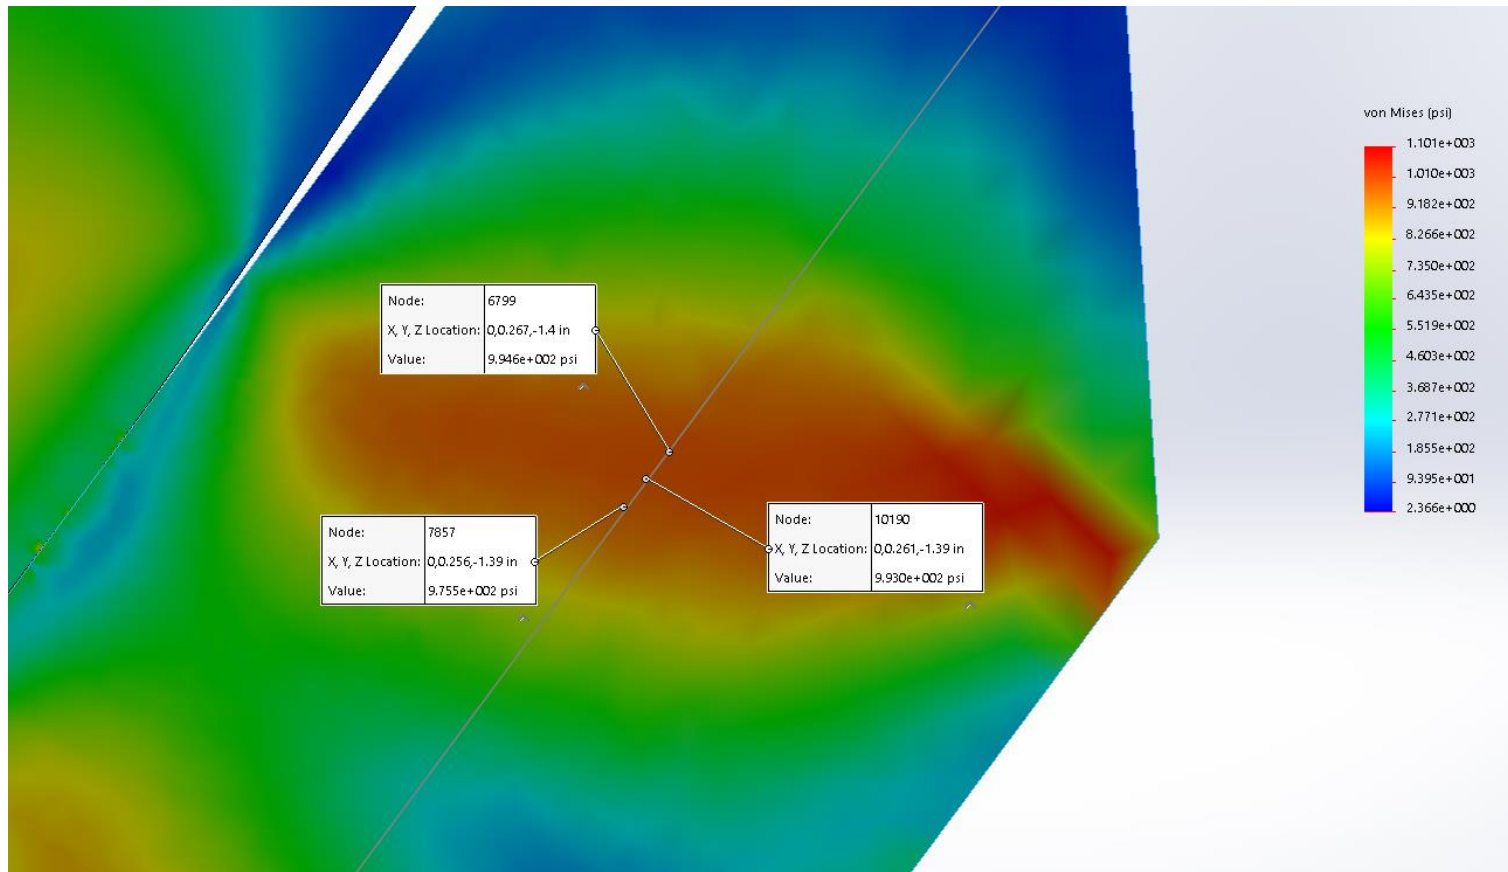 von Mises (psi)
1.101e+003
1.010e+003
9.182e+002
8.266e+002
7.350e+002
6.435e+002
5.519e+002
4.603e+002
3.687e+002
2.771e+002
1.855e+002
9.395e+001
2.366e+000
Node: 6799
X, Y, Z Location: 0,0.267,-1.4 in
Value: 9.946e+002 psi
Node: 7857
X, Y, Z Location: 0,0.256,-1.39 in
Value: 9.755e+002 psi
Node: 10190
X, Y, Z Location: 0,0.261,-1.39 in
Value: 9.930e+002 psi